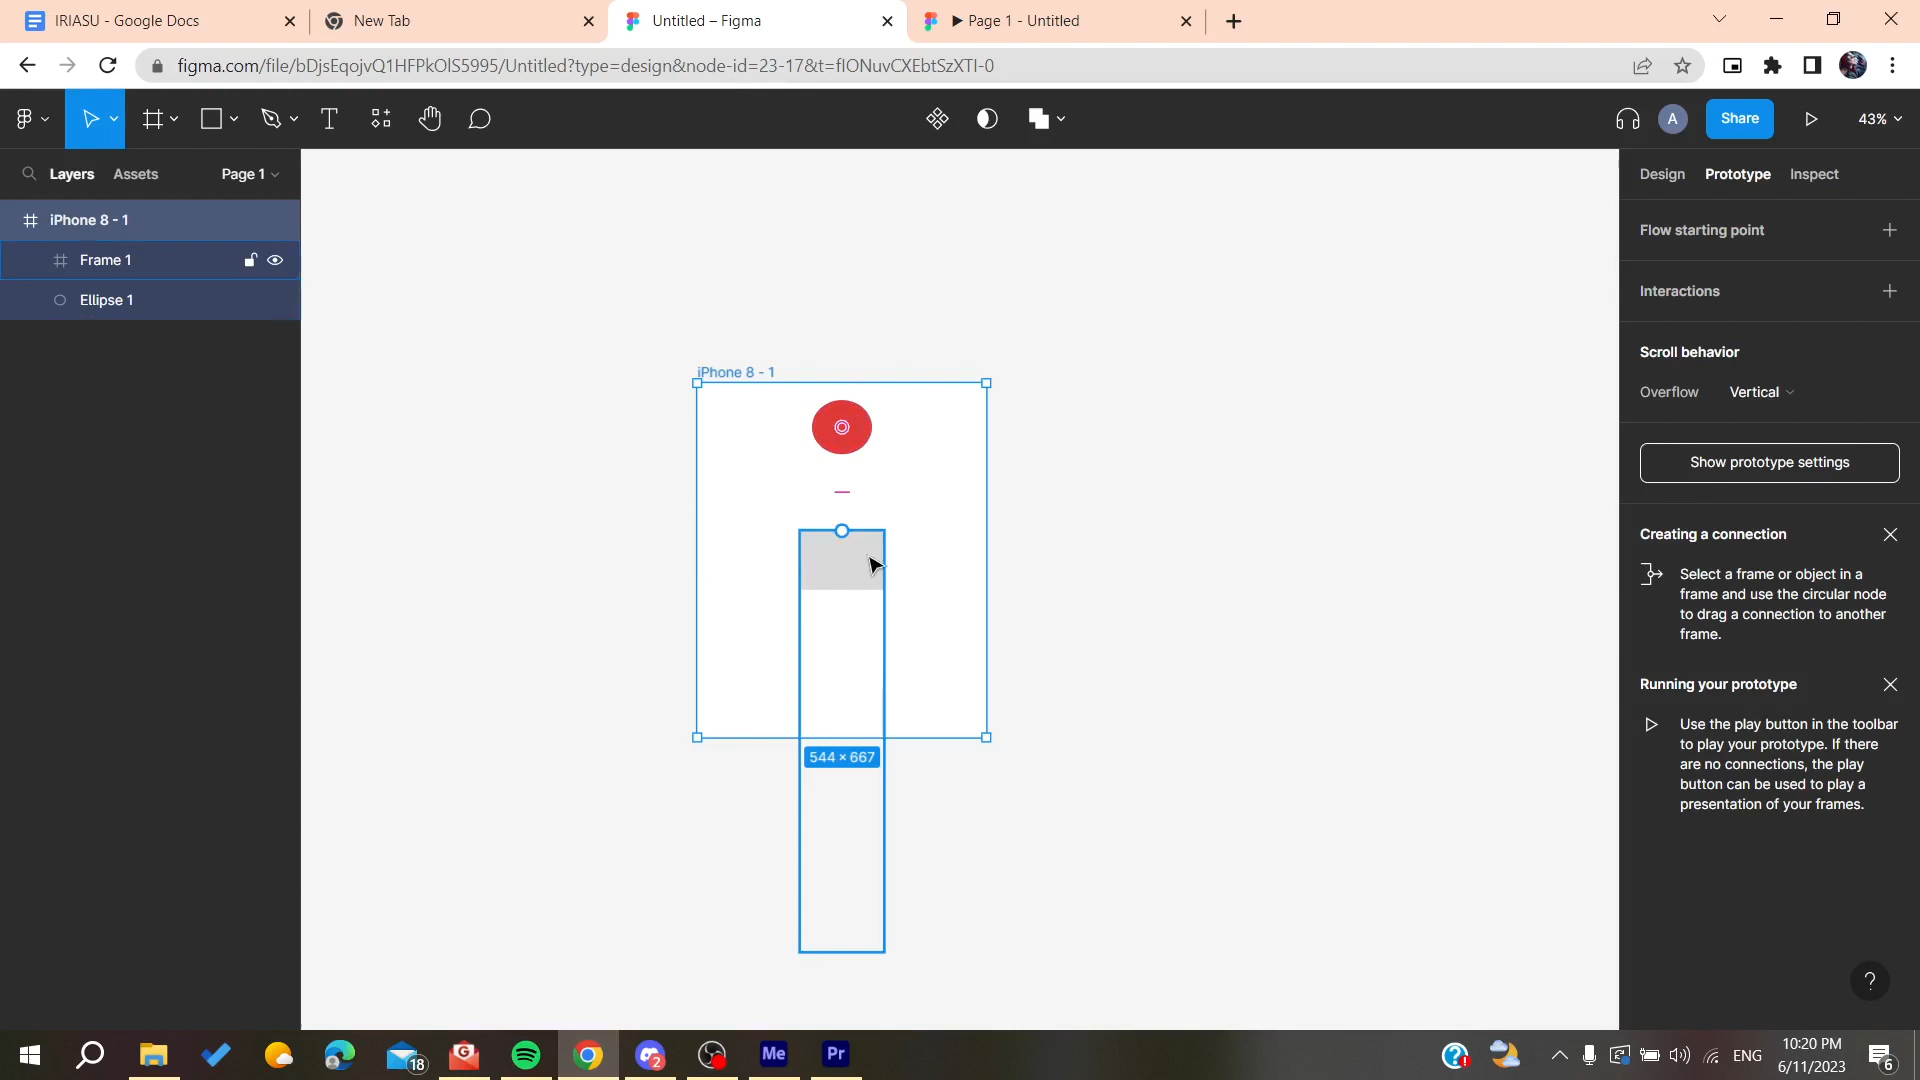 IRIASU - Google Docs
New Tab
Untitled – Figma
Page 1 - Untitled
figma.com/file/bDjsEqojvQ1HFPkOlS5995/Untitled?type=design&node-id=23-17&t=fIONuvCXEbtSzXTI-0
A
Share
43%
Layers
Assets
Page 1
Design
Prototype
Inspect
iPhone 8 - 1
Frame 1
Ellipse 1
iPhone 8 - 1
544 × 667
Flow starting point
Interactions
Scroll behavior
Overflow
Vertical
Show prototype settings
Creating a connection
Select a frame or object in a
frame and use the circular node
to drag a connection to another
frame.
Running your prototype
Use the play button in the toolbar
to play your prototype. If there
are no connections, the play
button can be used to play a
presentation of your frames.
?
18
G
2
Me
Pr
ENG
10:20 PM
6/11/2023
6